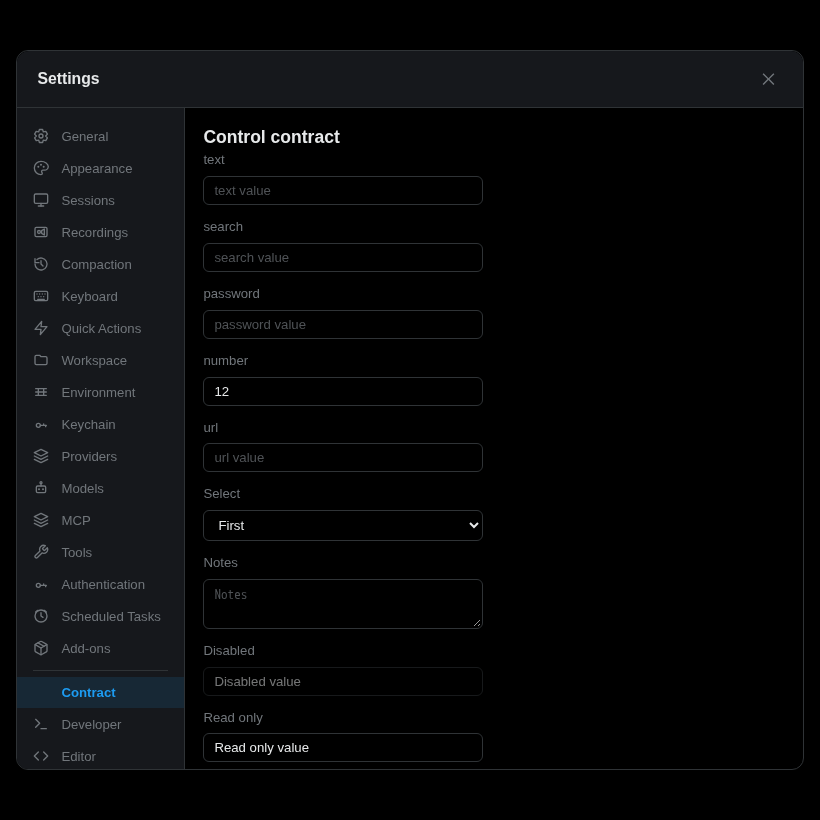 Settings
General
Appearance
Sessions
Recordings
Compaction
Keyboard
Quick Actions
Workspace
Environment
Keychain
Providers
Models
MCP
Tools
Authentication
Scheduled Tasks
Add-ons
Contract
Developer
Editor
Control contract
text
text value
search
search value
password
password value
number
12
url
url value
Select
First
Notes
Notes
Disabled
Disabled value
Read only
Read only value